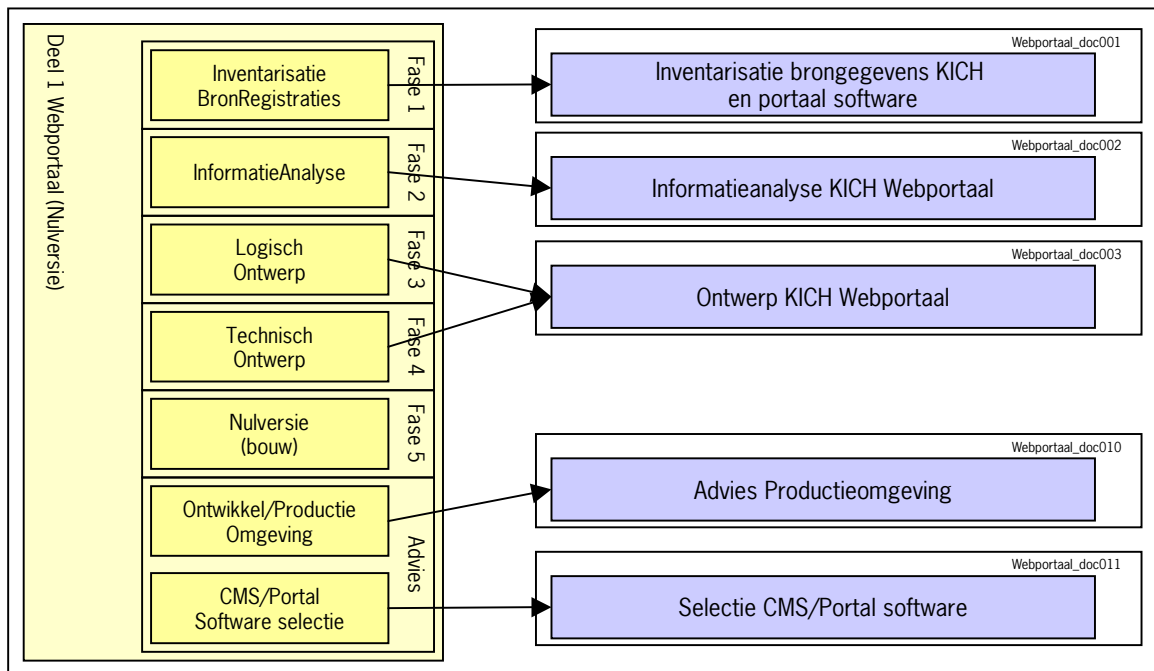 Deel 1 Webportaal (Nulversie)
Inventarisatie
BronRegistraties
Fase 1
InformatieAnalyse
Fase 2
Logisch
Ontwerp
Fase 3
Technisch
Ontwerp
Fase 4
Nulversie
(bouw)
Fase 5
Ontwikkel/Productie
Omgeving
CMS/Portal
Software selectie
Advies
Webportaal_doc001
Inventarisatie brongegevens KICH
en portaal software
Webportaal_doc002
Informatieanalyse KICH Webportaal
Webportaal_doc003
Ontwerp KICH Webportaal
Webportaal_doc010
Advies Productieomgeving
Webportaal_doc011
Selectie CMS/Portal software